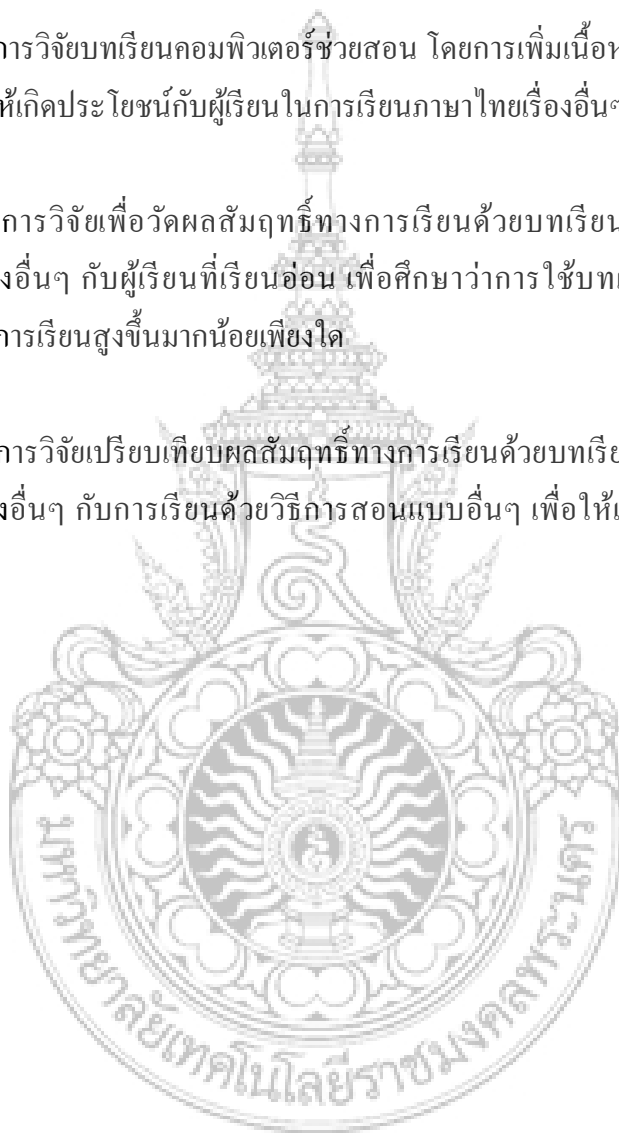 การวิจัยบทเรียนคอมพิวเตอร์ช่วยสอน โดยการเพิ่มเนื้อห
ห้เกิดประโยชน์กับผู้เรียนในการเรียนภาษาไทยเรื่องอื่นๆ
การวิจัยเพื่อวัดผลสัมฤทธิ์ทางการเรียนด้วยบทเรียน
งอื่นๆ กับผู้เรียนที่เรียนอ่อน เพื่อศึกษาว่าการใช้บทเ
การเรียนสูงขึ้นมากน้อยเพียงใด
การวิจัยเปรียบเทียบผลสัมฤทธิ์ทางการเรียนด้วยบทเรีย
งอื่นๆ กับการเรียนด้วยวิธีการสอนแบบอื่นๆ เพื่อให้เ
มหาวิทยาลัยเทคโนโลยีราชมงคลพระนคร